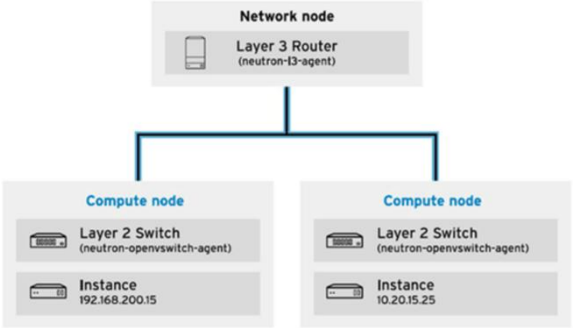 Network node
Layer 3 Router
(neutron-l3-agent)
Compute node
Layer 2 Switch
(neutron-openvswitch-agent)
Instance
192.168.200.15
Compute node
Layer 2 Switch
(neutron-openvswitch-agent)
Instance
10.20.15.25